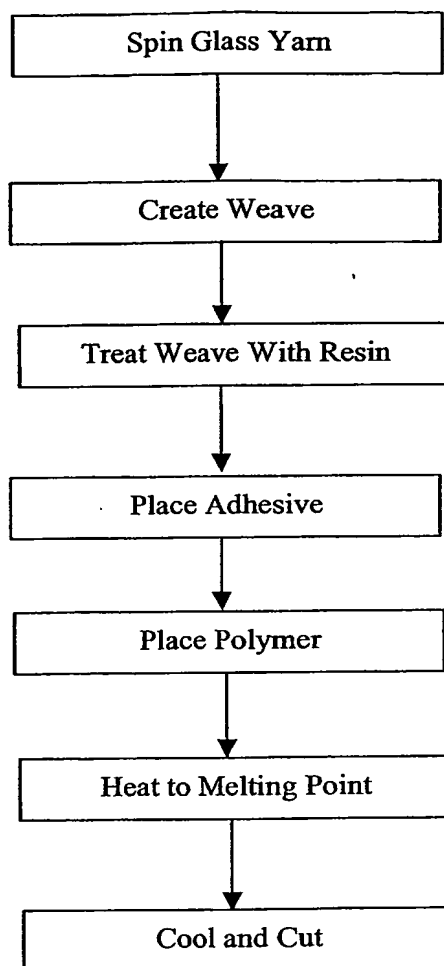 Spin Glass Yarn
Create Weave
Treat Weave With Resin
Place Adhesive
Place Polymer
Heat to Melting Point
Cool and Cut